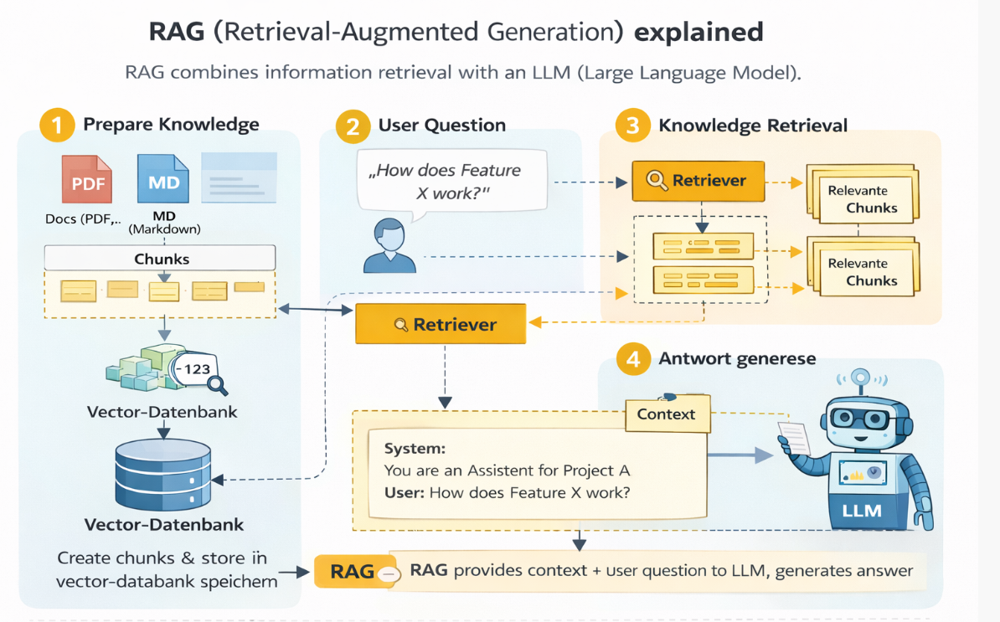 RAG (Retrieval-Augmented Generation) explained
RAG combines information retrieval with an LLM (Large Language Model).
1 Prepare Knowledge
PDF
MD
Docs (PDF,..
MD
(Markdown)
Chunks
-123
Vector-Datenbank
Vector-Datenbank
Create chunks & store in
vector-databank speichem
2 User Question
„How does Feature
X work?"
Retriever
3 Knowledge Retrieval
Retriever
Relevante
Chunks
Relevante
Chunks
4 Antwort generese
Context
System:
You are an Assistent for Project A
User: How does Feature X work?
LLM
RAG
RAG provides context + user question to LLM, generates answer